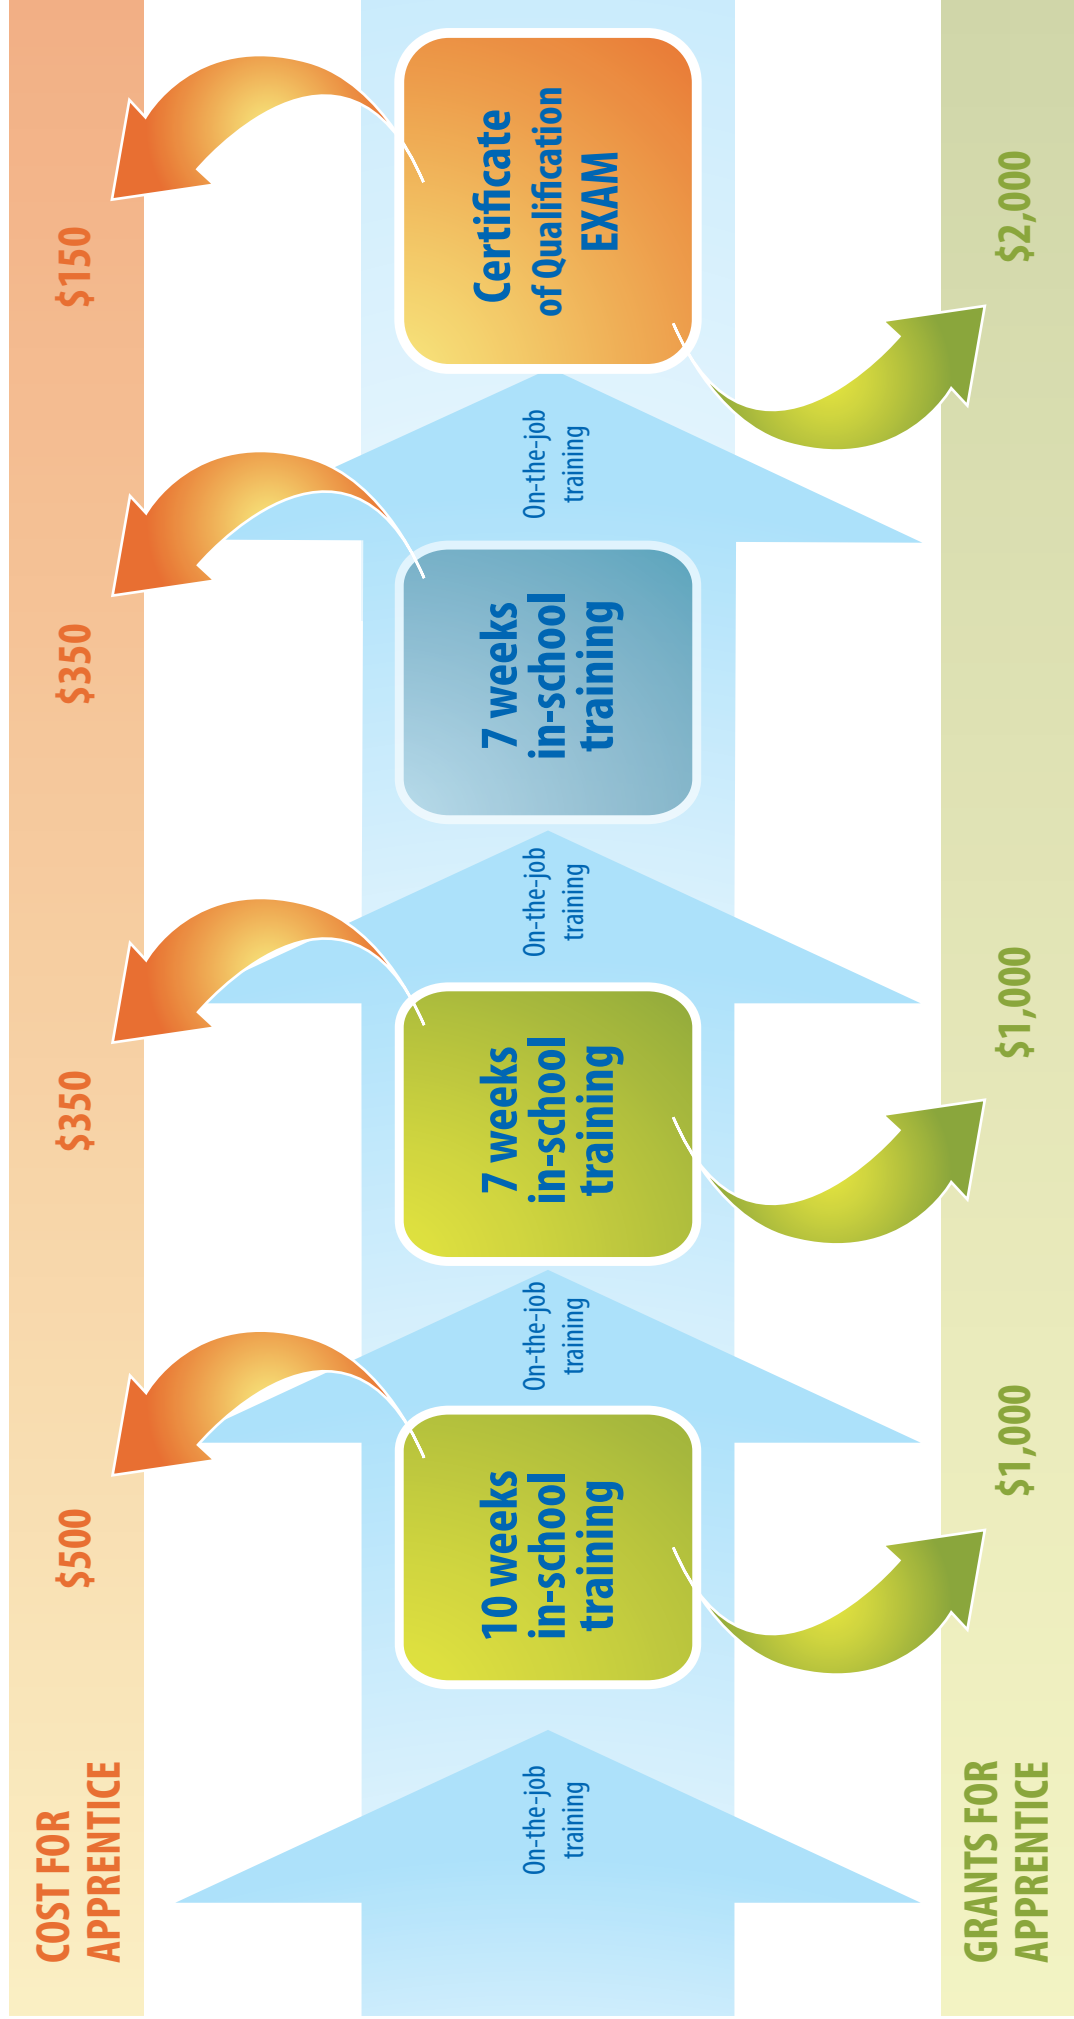 COST FOR
APPRENTICE
$500
$350
$350
$150
On-the-job
training
10 weeks
in-school
training
On-the-job
training
7 weeks
in-school
training
On-the-job
training
7 weeks
in-school
training
On-the-job
training
Certificate
of Qualification
EXAM
GRANTS FOR
APPRENTICE
$1,000
$1,000
$2,000